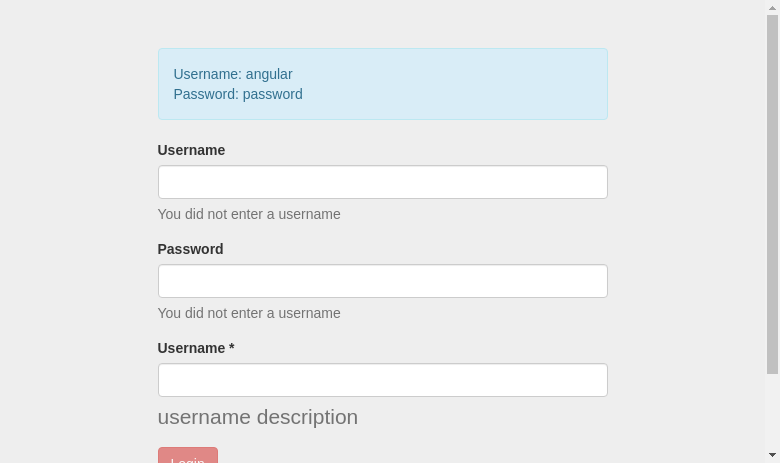 Username: angular
Password: password
Username
You did not enter a username
Password
You did not enter a username
Username *
username description
Login